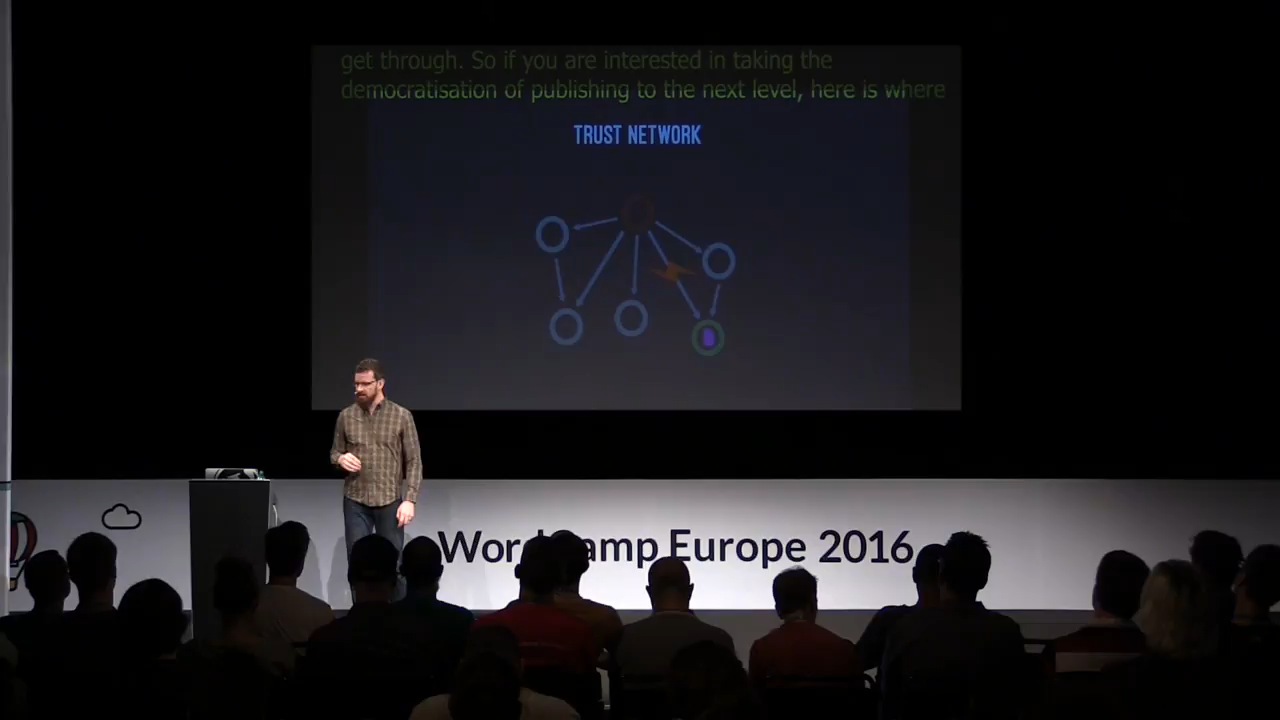 get through. So if you are interested in taking the
democratisation of publishing to the next level, here is where
TRUST NETWORK
WordCamp Europe 2016